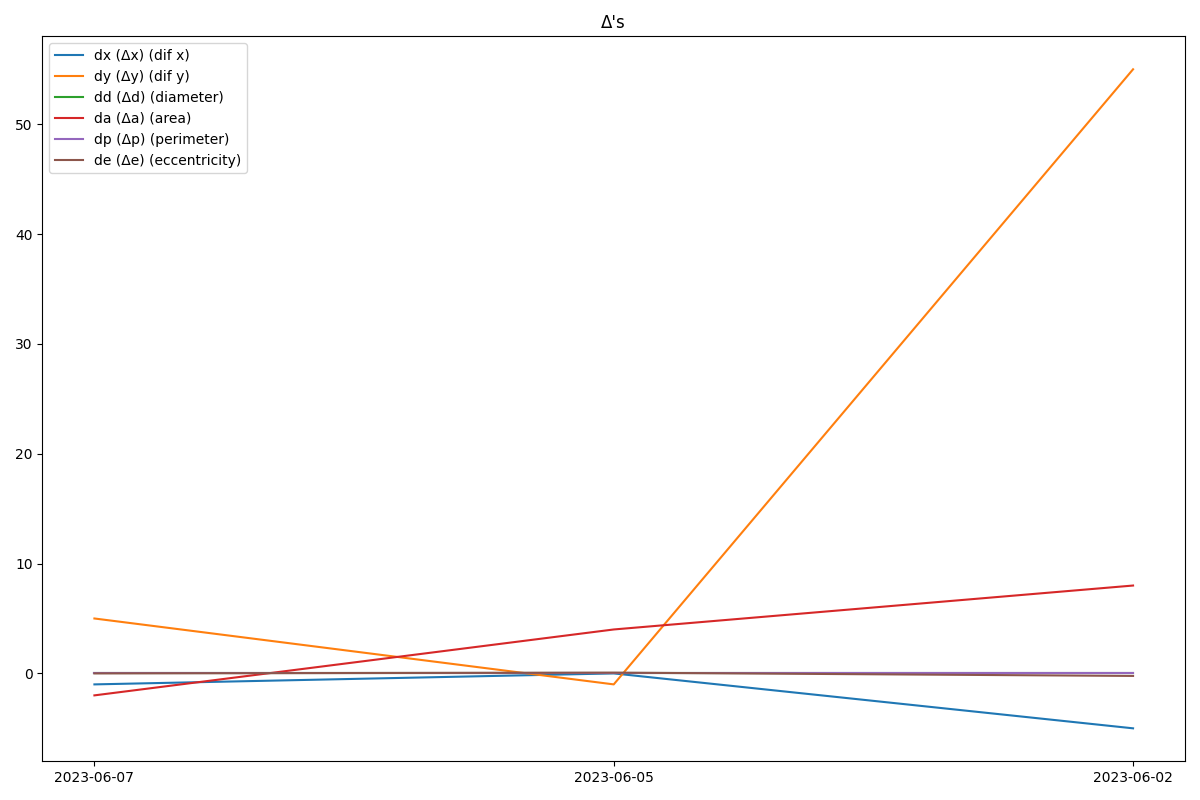 Δ's
dx (Δx) (dif x)
dy (Δy) (dif y)
dd (Δd) (diameter)
da (Δa) (area)
dp (Δp) (perimeter)
de (Δe) (eccentricity)
50
40
30
20
10
0
2023-06-07
2023-06-05
2023-06-02